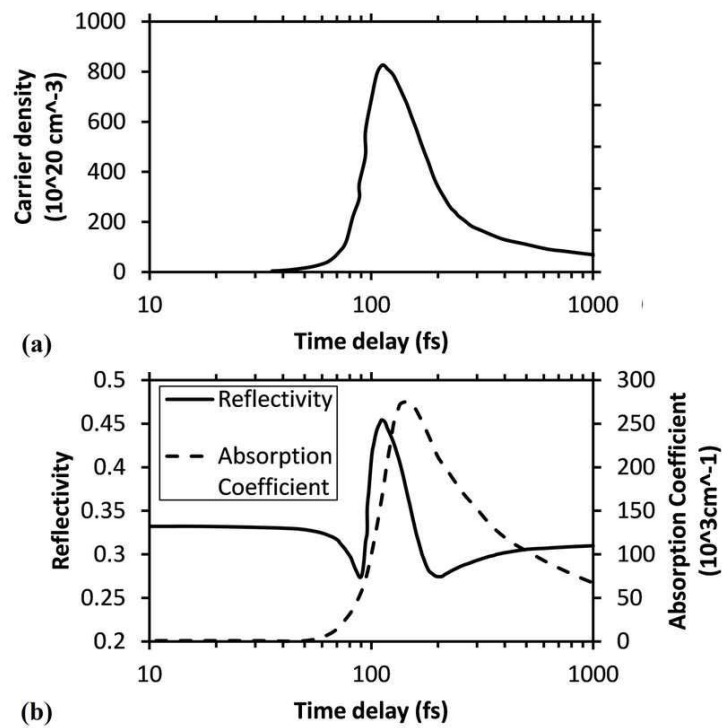 1000
800
600
400
200
0
Carrier density
(10^20 cm^-3)
10
100
1000
(a)
Time delay (fs)
0.5
0.45
0.4
0.35
0.3
0.25
0.2
Reflectivity
Reflectivity
Absorption
Coefficient
300
250
200
150
100
50
0
Absorption Coefficient
(10^3cm^-1)
10
100
1000
(b)
Time delay (fs)